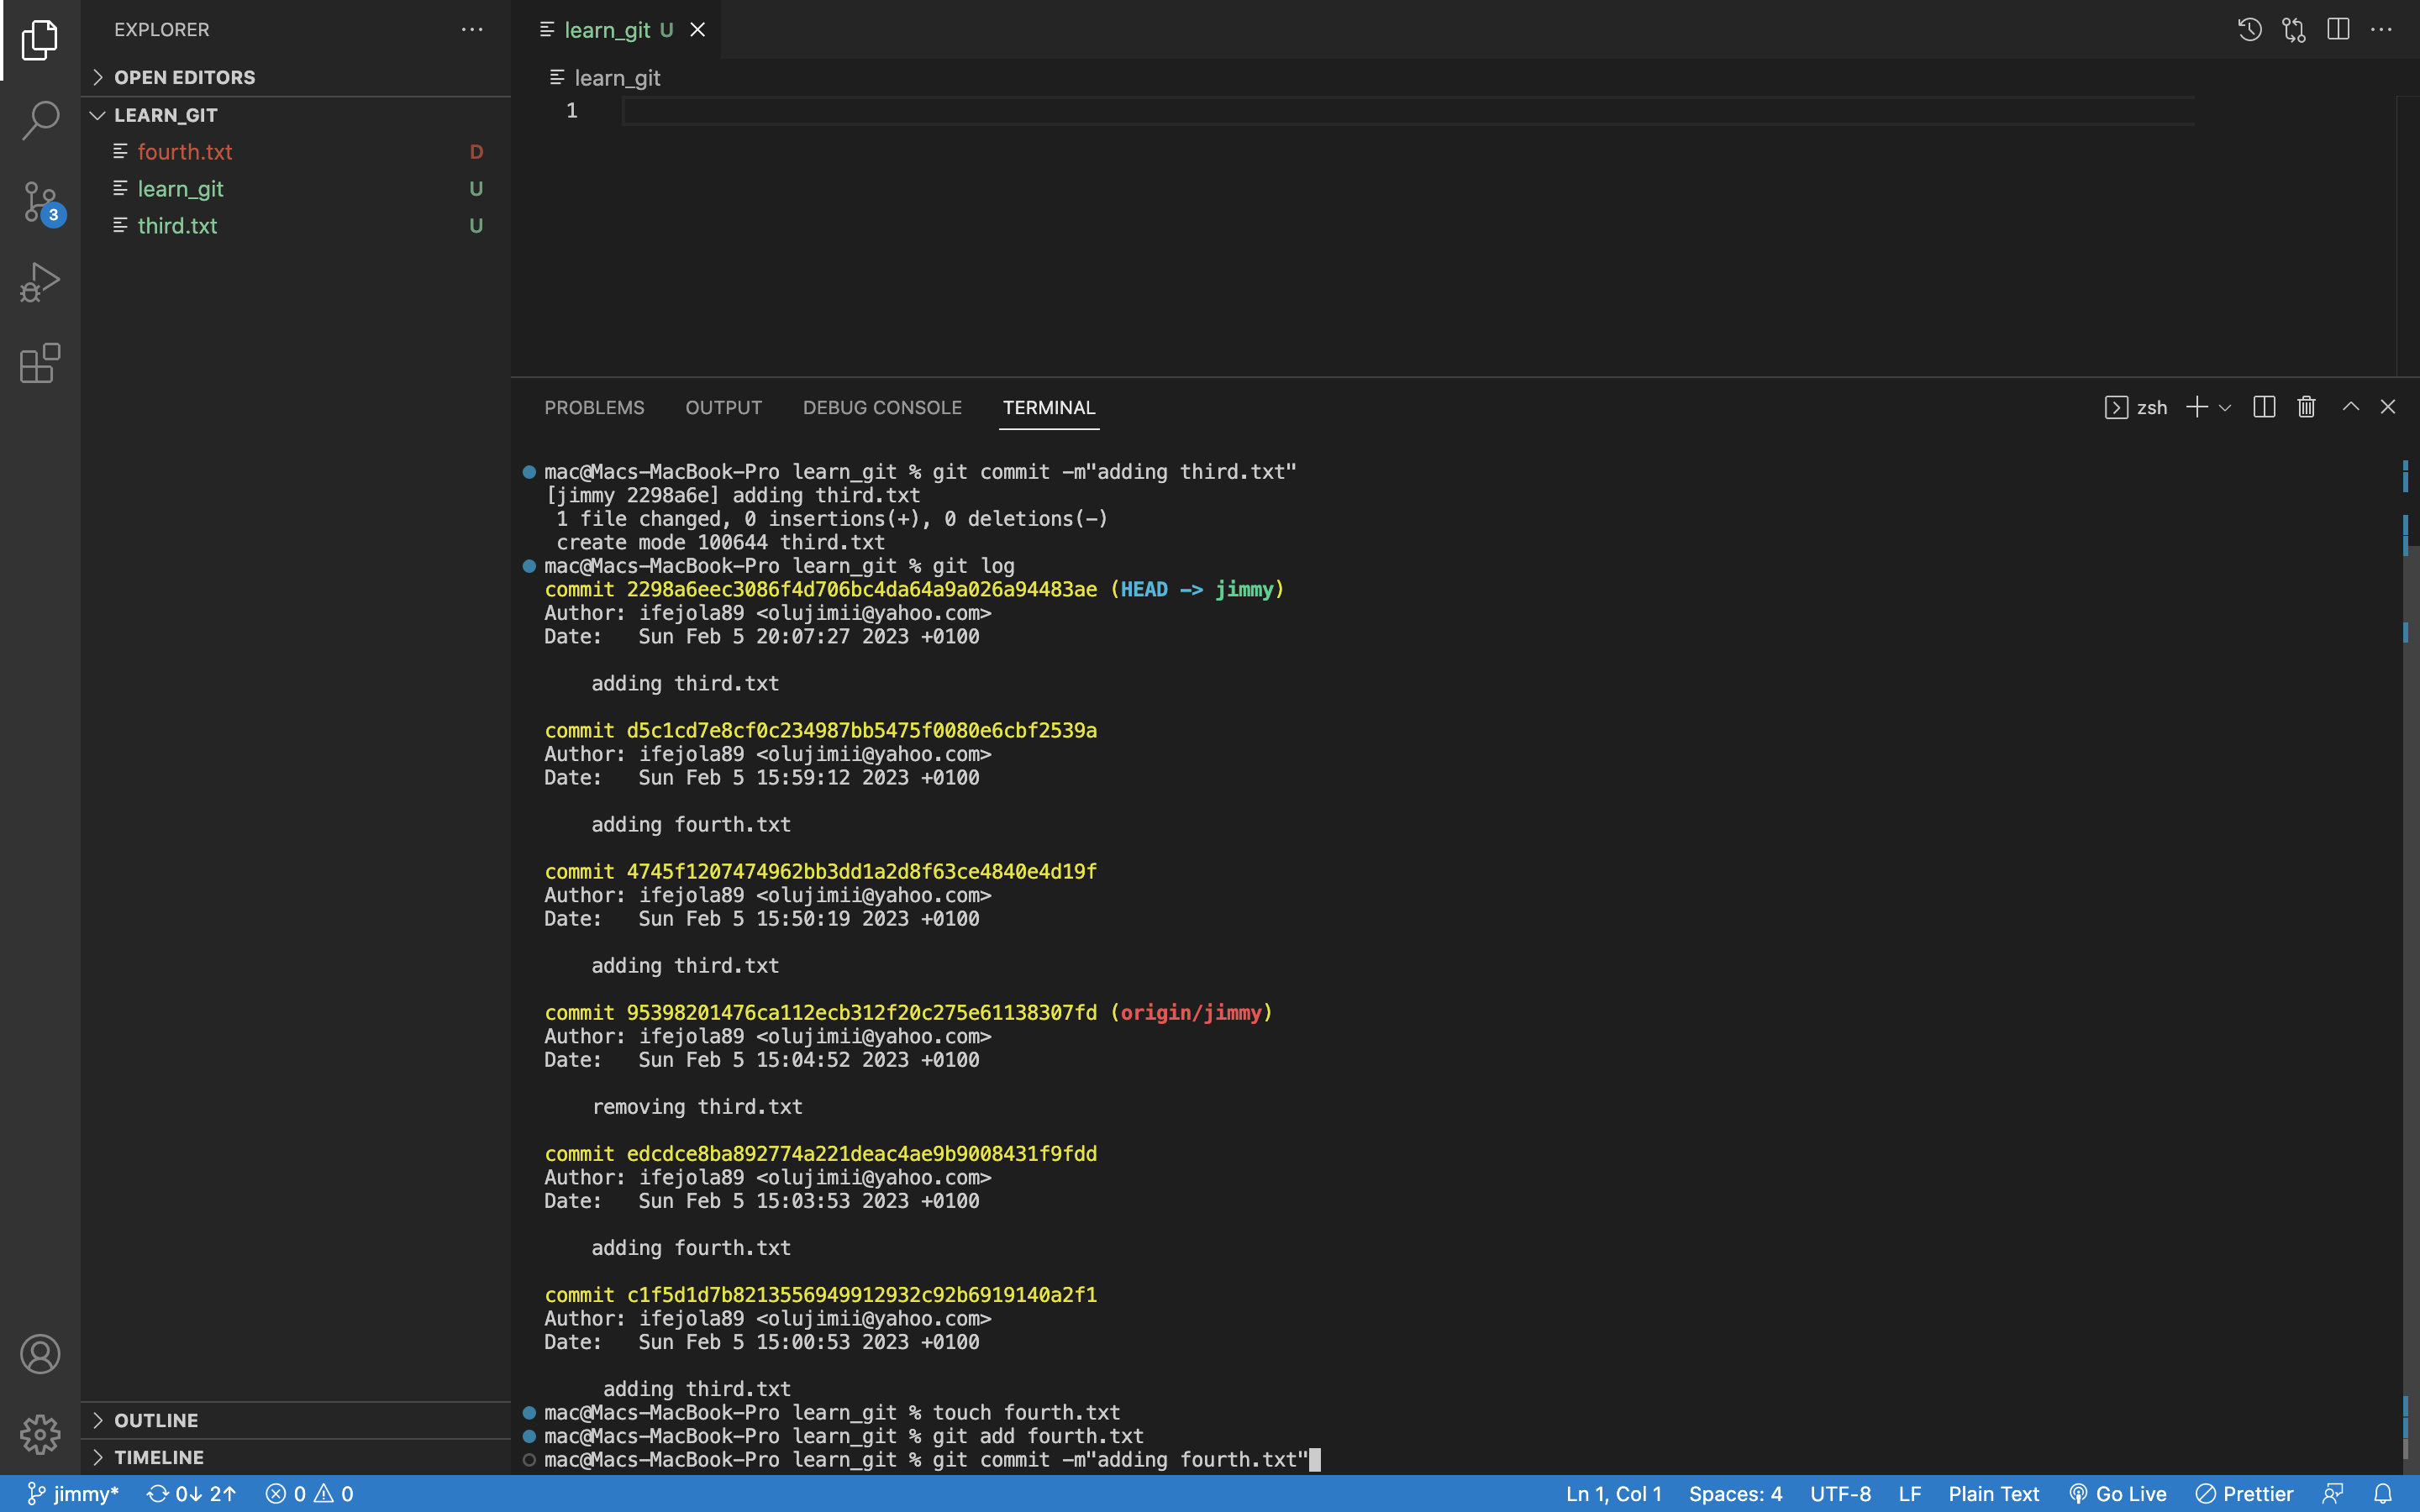 EXPLORER
OPEN EDITORS
LEARN_GIT
fourth.txt D
learn_git U
third.txt U
3
OUTLINE
TIMELINE
learn_git U
learn_git
1
PROBLEMS OUTPUT DEBUG CONSOLE TERMINAL
zsh
mac@Macs-MacBook-Pro learn_git % git commit -m"adding third.txt"
[jimmy 2298a6e] adding third.txt
1 file changed, 0 insertions(+), 0 deletions(-)
create mode 100644 third.txt
mac@Macs-MacBook-Pro learn_git % git log
commit 2298a6eec3086f4d706bc4da64a9a026a94483ae (HEAD -> jimmy)
Author: ifejola89 <olujimii@yahoo.com>
Date:   Sun Feb 5 20:07:27 2023 +0100
adding third.txt
commit d5c1cd7e8cf0c234987bb5475f0080e6cbf2539a
Author: ifejola89 <olujimii@yahoo.com>
Date:   Sun Feb 5 15:59:12 2023 +0100
adding fourth.txt
commit 4745f1207474962bb3dd1a2d8f63ce4840e4d19f
Author: ifejola89 <olujimii@yahoo.com>
Date:   Sun Feb 5 15:50:19 2023 +0100
adding third.txt
commit 95398201476ca112ecb312f20c275e61138307fd (origin/jimmy)
Author: ifejola89 <olujimii@yahoo.com>
Date:   Sun Feb 5 15:04:52 2023 +0100
removing third.txt
commit edcdce8ba892774a221deac4ae9b9008431f9fdd
Author: ifejola89 <olujimii@yahoo.com>
Date:   Sun Feb 5 15:03:53 2023 +0100
adding fourth.txt
commit c1f5d1d7b8213556949912932c92b6919140a2f1
Author: ifejola89 <olujimii@yahoo.com>
Date:   Sun Feb 5 15:00:53 2023 +0100
adding third.txt
mac@Macs-MacBook-Pro learn_git % touch fourth.txt
mac@Macs-MacBook-Pro learn_git % git add fourth.txt
mac@Macs-MacBook-Pro learn_git % git commit -m"adding fourth.txt"
jimmy* 0↓ 2↑ 0 0 Ln 1, Col 1 Spaces: 4 UTF-8 LF Plain Text Go Live Prettier